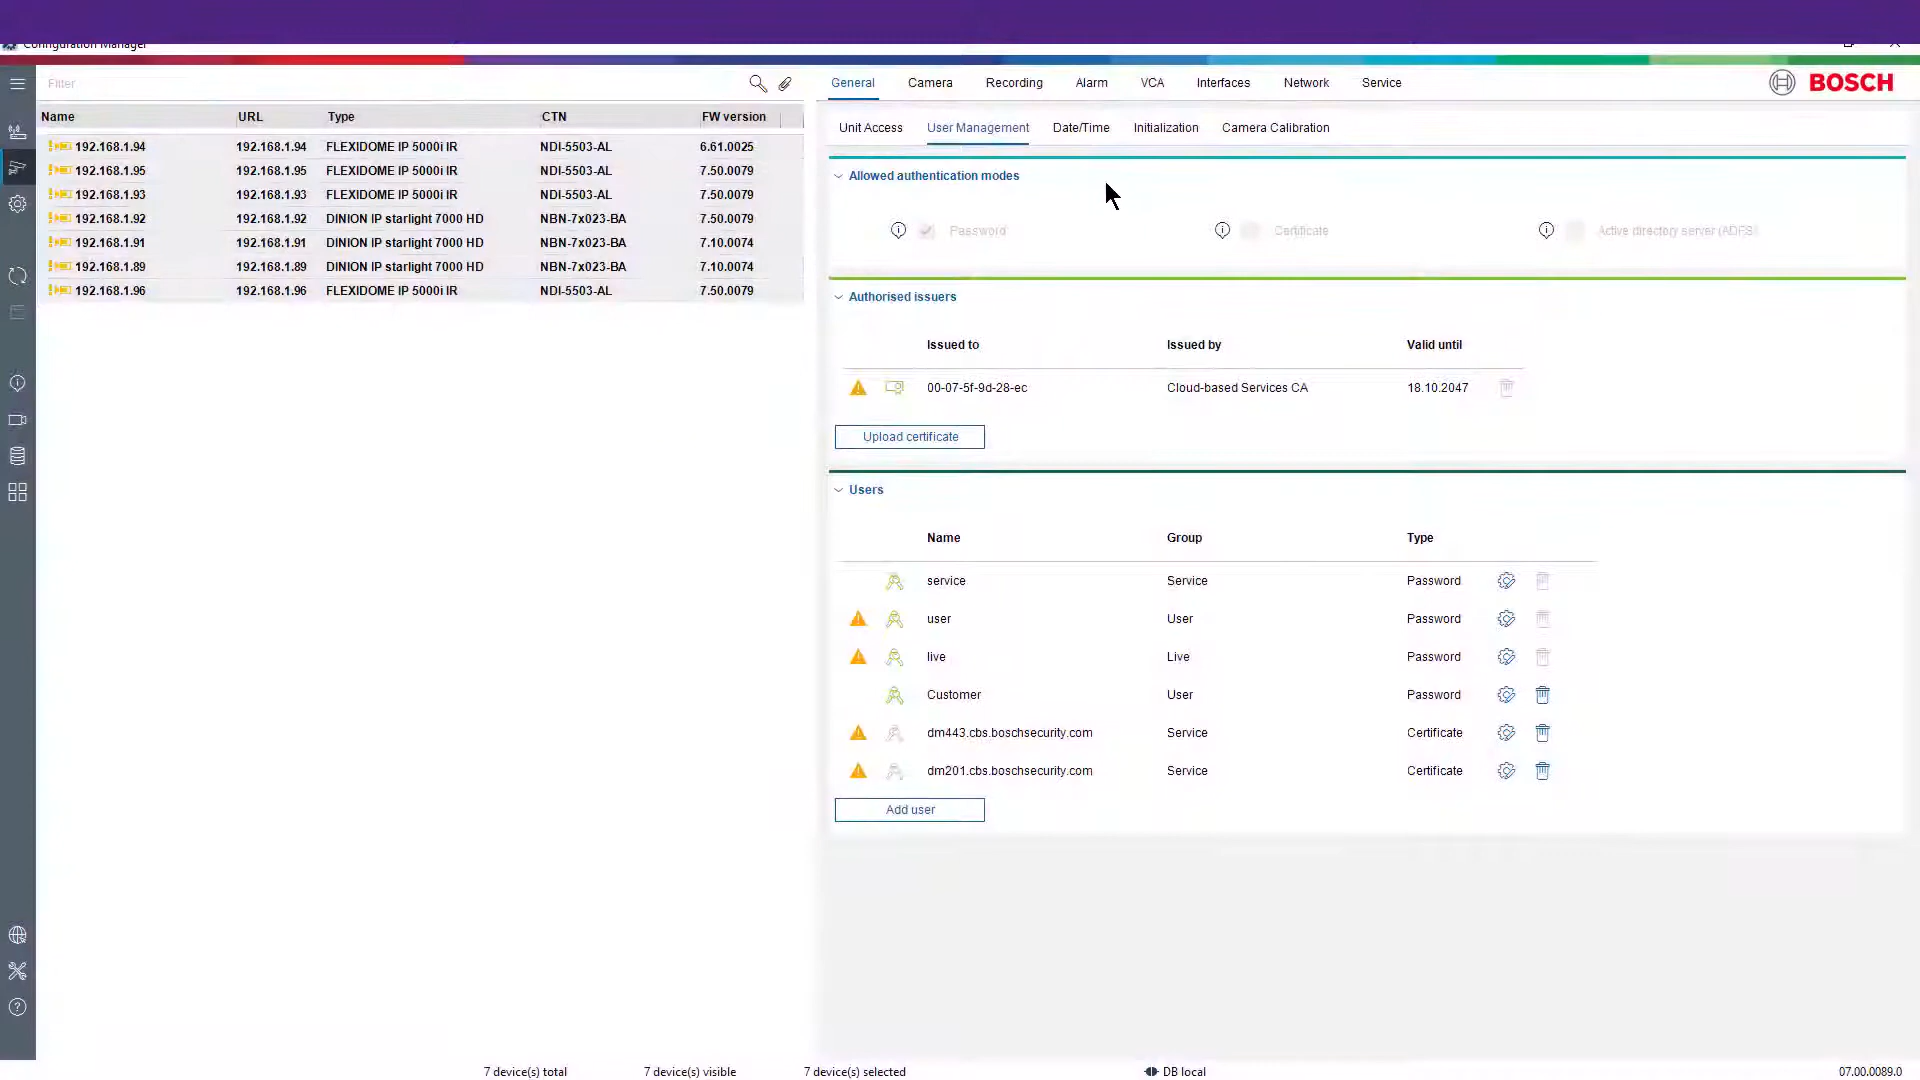 Configuration Manager
Filter
Name URL Type CTN FW version
192.168.1.94 192.168.1.94 FLEXIDOME IP 5000i IR NDI-5503-AL 6.61.0025
192.168.1.95 192.168.1.95 FLEXIDOME IP 5000i IR NDI-5503-AL 7.50.0079
192.168.1.93 192.168.1.93 FLEXIDOME IP 5000i IR NDI-5503-AL 7.50.0079
192.168.1.92 192.168.1.92 DINION IP starlight 7000 HD NBN-7x023-BA 7.50.0079
192.168.1.91 192.168.1.91 DINION IP starlight 7000 HD NBN-7x023-BA 7.10.0074
192.168.1.89 192.168.1.89 DINION IP starlight 7000 HD NBN-7x023-BA 7.10.0074
192.168.1.96 192.168.1.96 FLEXIDOME IP 5000i IR NDI-5503-AL 7.50.0079
General Camera Recording Alarm VCA Interfaces Network Service
BOSCH
Unit Access User Management Date/Time Initialization Camera Calibration
Allowed authentication modes
Password Certificate Active directory server (ADFS)
Authorised issuers
Issued to Issued by Valid until
00-07-5f-9d-28-ec Cloud-based Services CA 18.10.2047
Upload certificate
Users
Name Group Type
service Service Password
user User Password
live Live Password
Customer User Password
dm443.cbs.boschsecurity.com Service Certificate
dm201.cbs.boschsecurity.com Service Certificate
Add user
7 device(s) total 7 device(s) visible 7 device(s) selected DB local 07.00.0089.0